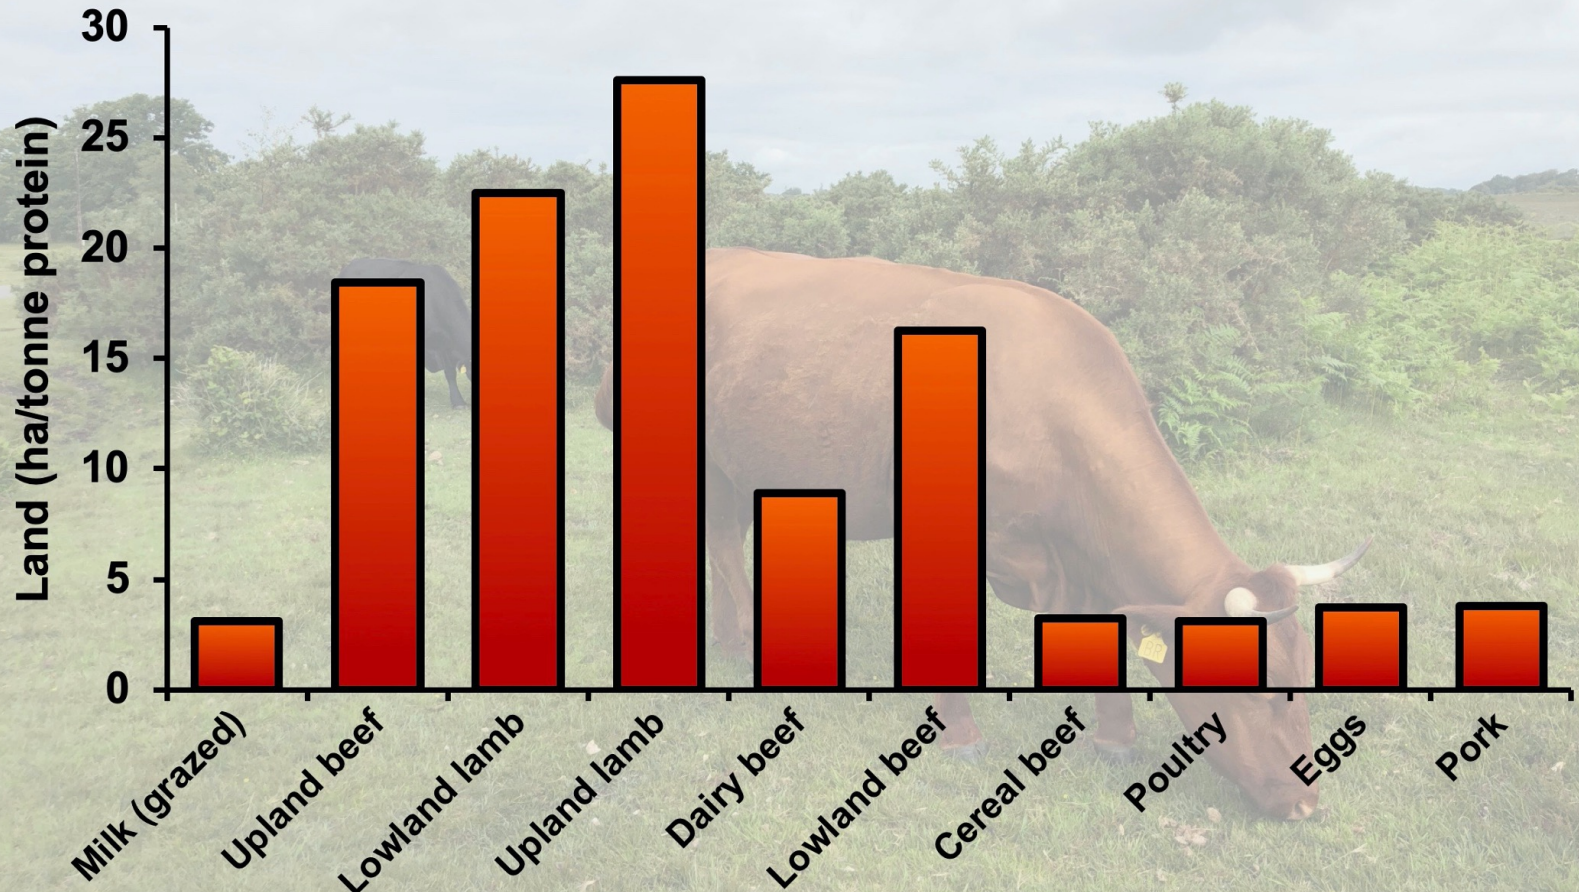 Land (ha/tonne protein)
30
25
20
15
10
5
0
Milk (grazed)
Upland beef
Lowland lamb
Upland lamb
Dairy beef
Lowland beef
Cereal beef
Poultry
Eggs
Pork